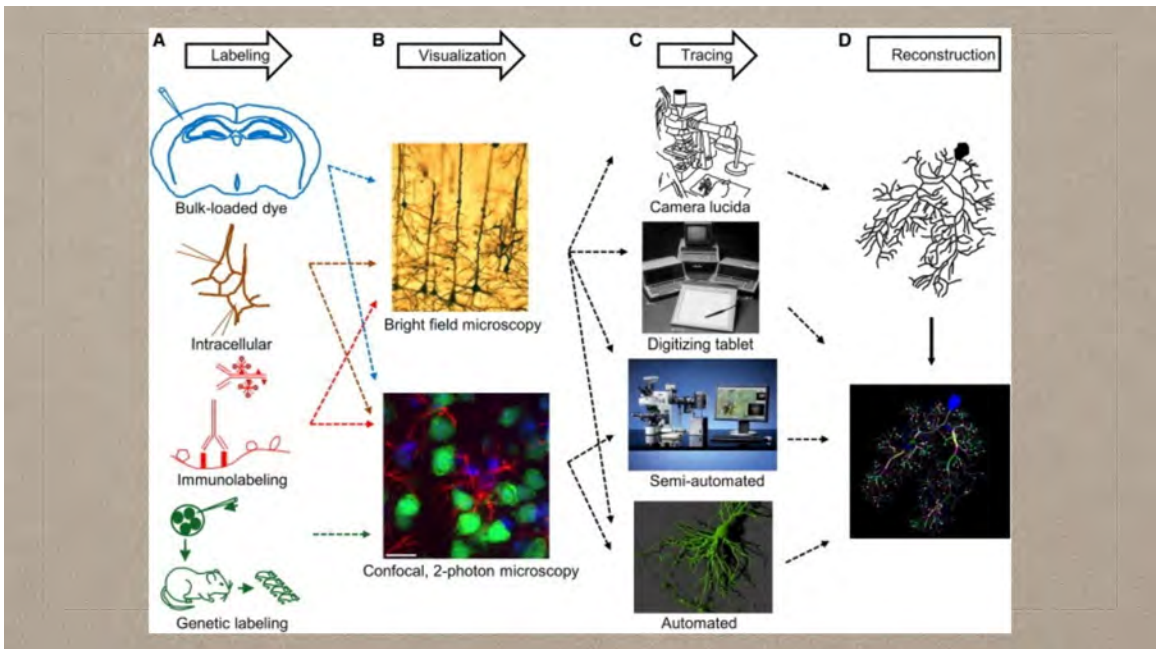 A
Labeling
B
Visualization
C
Tracing
D
Reconstruction
Bulk-loaded dye
Intracellular
Immunolabeling
Genetic labeling
Bright field microscopy
Confocal, 2-photon microscopy
Camera lucida
Digitizing tablet
Semi-automated
Automated